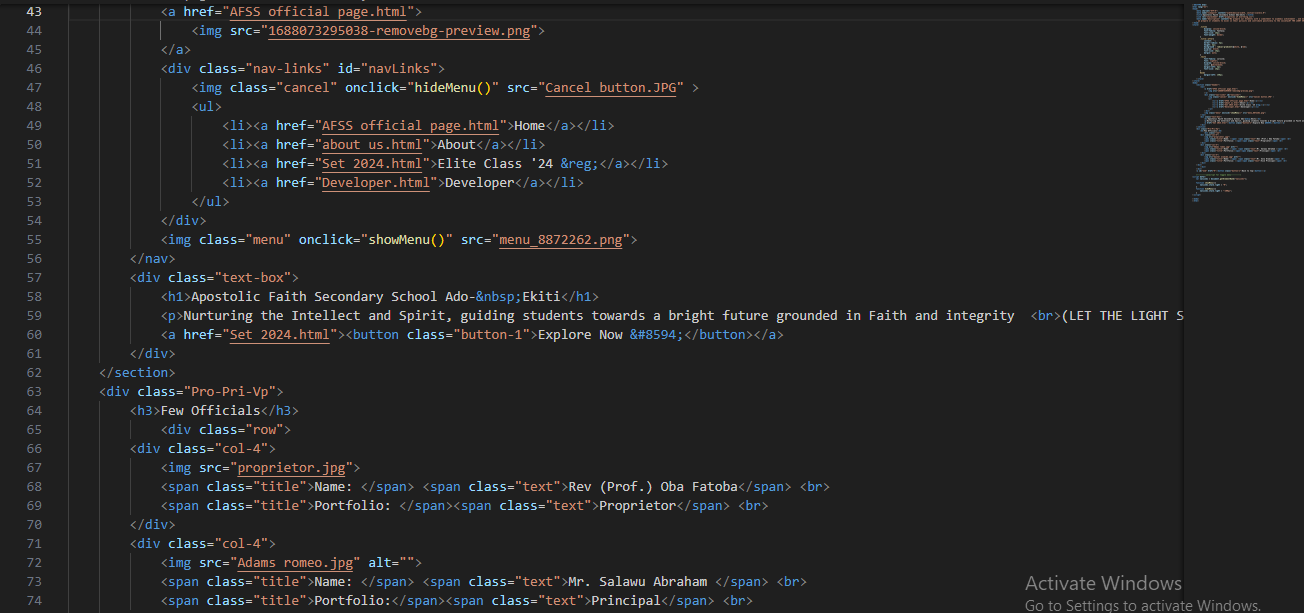 43 <a href="AFSS official page.html">
44 <img src="1688073295038-removebg-preview.png">
45 </a>
46 <div class="nav-links" id="navLinks">
47 <img class="cancel" onclick="hideMenu()" src="Cancel button.JPG" >
48 <ul>
49 <li><a href="AFSS official page.html">Home</a></li>
50 <li><a href="about us.html">About</a></li>
51 <li><a href="Set 2024.html">Elite Class '24 &reg;</a></li>
52 <li><a href="Developer.html">Developer</a></li>
53 </ul>
54 </div>
55 <img class="menu" onclick="showMenu()" src="menu_8872262.png">
56 </nav>
57 <div class="text-box">
58 <h1>Apostolic Faith Secondary School Ado-&nbsp;Ekiti</h1>
59 <p>Nurturing the Intellect and Spirit, guiding students towards a bright future grounded in Faith and integrity  <br>(LET THE LIGHT S
60 <a href="Set 2024.html"><button class="button-1">Explore Now &#8594;</button></a>
61 </div>
62 </section>
63 <div class="Pro-Pri-Vp">
64 <h3>Few Officials</h3>
65 <div class="row">
66 <div class="col-4">
67 <img src="proprietor.jpg">
68 <span class="title">Name: </span> <span class="text">Rev (Prof.) Oba Fatoba</span> <br>
69 <span class="title">Portfolio: </span><span class="text">Proprietor</span> <br>
70 </div>
71 <div class="col-4">
72 <img src="Adams romeo.jpg" alt="">
73 <span class="title">Name: </span> <span class="text">Mr. Salawu Abraham </span> <br>
74 <span class="title">Portfolio:</span><span class="text">Principal</span> <br>
Activate Windows
Go to Settings to activate Windows.